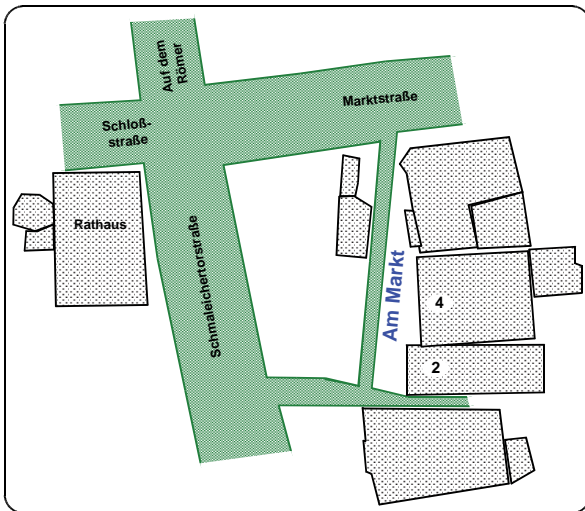 Auf dem
Römer
Marktstraße
Schloß-
straße
Rathaus
Schmaleichertorstraße
Am Markt
4
2